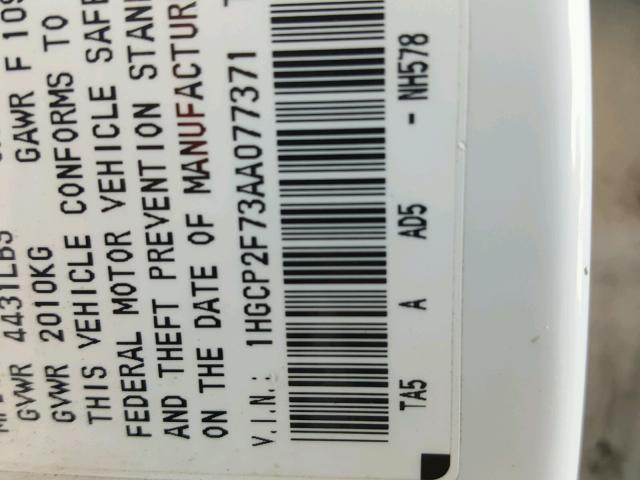 GVWR 4431LBS GAWR F 109
GVWR 2010KG
THIS VEHICLE CONFORMS TO
FEDERAL MOTOR VEHICLE SAFE
AND THEFT PREVENTION STAN
ON THE DATE OF MANUFACTUR
V.I.N.: 1HGCP2F73AA077371
TA5 A AD5 - NH578